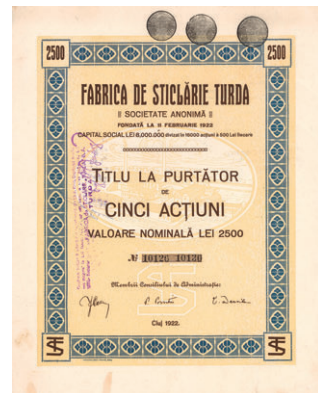 2500 2500
FABRICA DE STICLĂRIE TURDA
SOCIETATE ANONIMĂ
FONDATĂ LA 11 FEBRUARIE 1922
CAPITAL SOCIAL LEI 8,000.000 divizat în 16000 acțiuni à 500 Lei fiecare
TITLU LA PURTĂTOR
DE
CINCI ACȚIUNI
VALOARE NOMINALĂ LEI 2500
№ 10126 10130
Membrii Consiliului de Administrație:
Cluj 1922.
TURDA